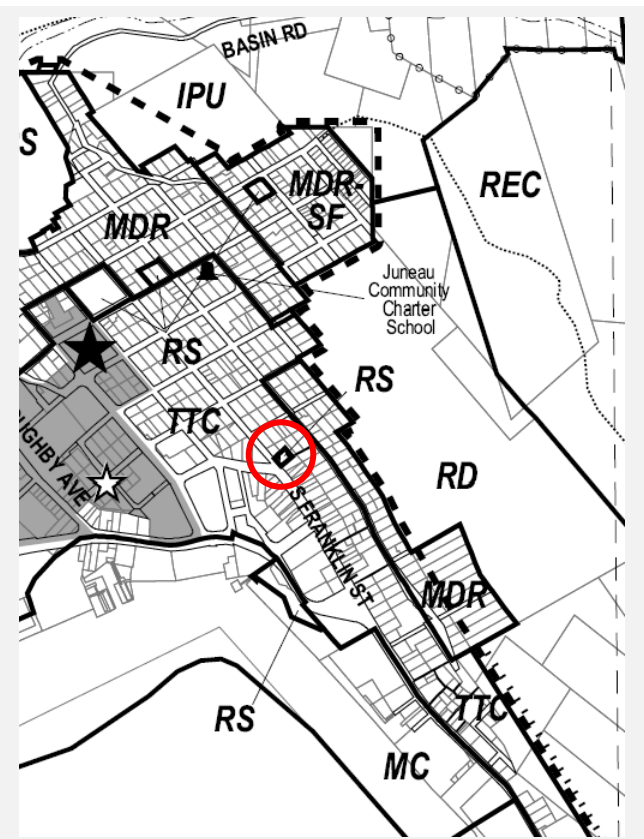 BASIN RD
IPU
S
MDR-
SF
REC
MDR
Juneau
Community
Charter
School
RS
RS
TTC
RD
IGHBY AVE
S FRANKLIN ST
MDR
RS
TTC
MC